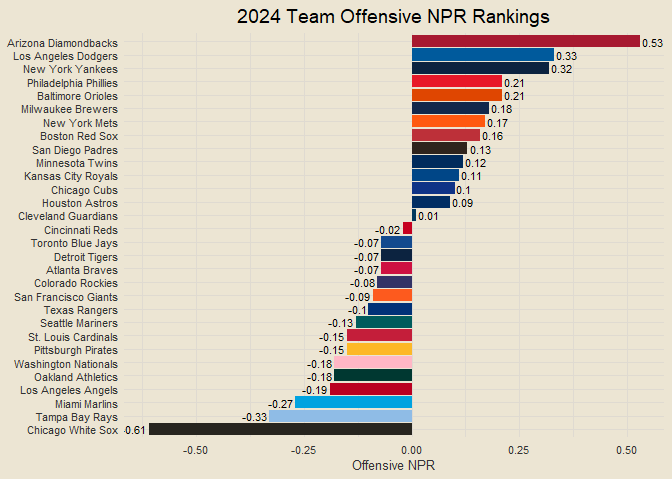 2024 Team Offensive NPR Rankings
Arizona Diamondbacks 0.53
Los Angeles Dodgers 0.33
New York Yankees 0.32
Philadelphia Phillies 0.21
Baltimore Orioles 0.21
Milwaukee Brewers 0.18
New York Mets 0.17
Boston Red Sox 0.16
San Diego Padres 0.13
Minnesota Twins 0.12
Kansas City Royals 0.11
Chicago Cubs 0.1
Houston Astros 0.09
Cleveland Guardians 0.01
Cincinnati Reds -0.02
Toronto Blue Jays -0.07
Detroit Tigers -0.07
Atlanta Braves -0.07
Colorado Rockies -0.08
San Francisco Giants -0.09
Texas Rangers -0.1
Seattle Mariners -0.13
St. Louis Cardinals -0.15
Pittsburgh Pirates -0.15
Washington Nationals -0.18
Oakland Athletics -0.18
Los Angeles Angels -0.19
Miami Marlins -0.27
Tampa Bay Rays -0.33
Chicago White Sox -0.61
-0.50 -0.25 0.00 0.25 0.50
Offensive NPR